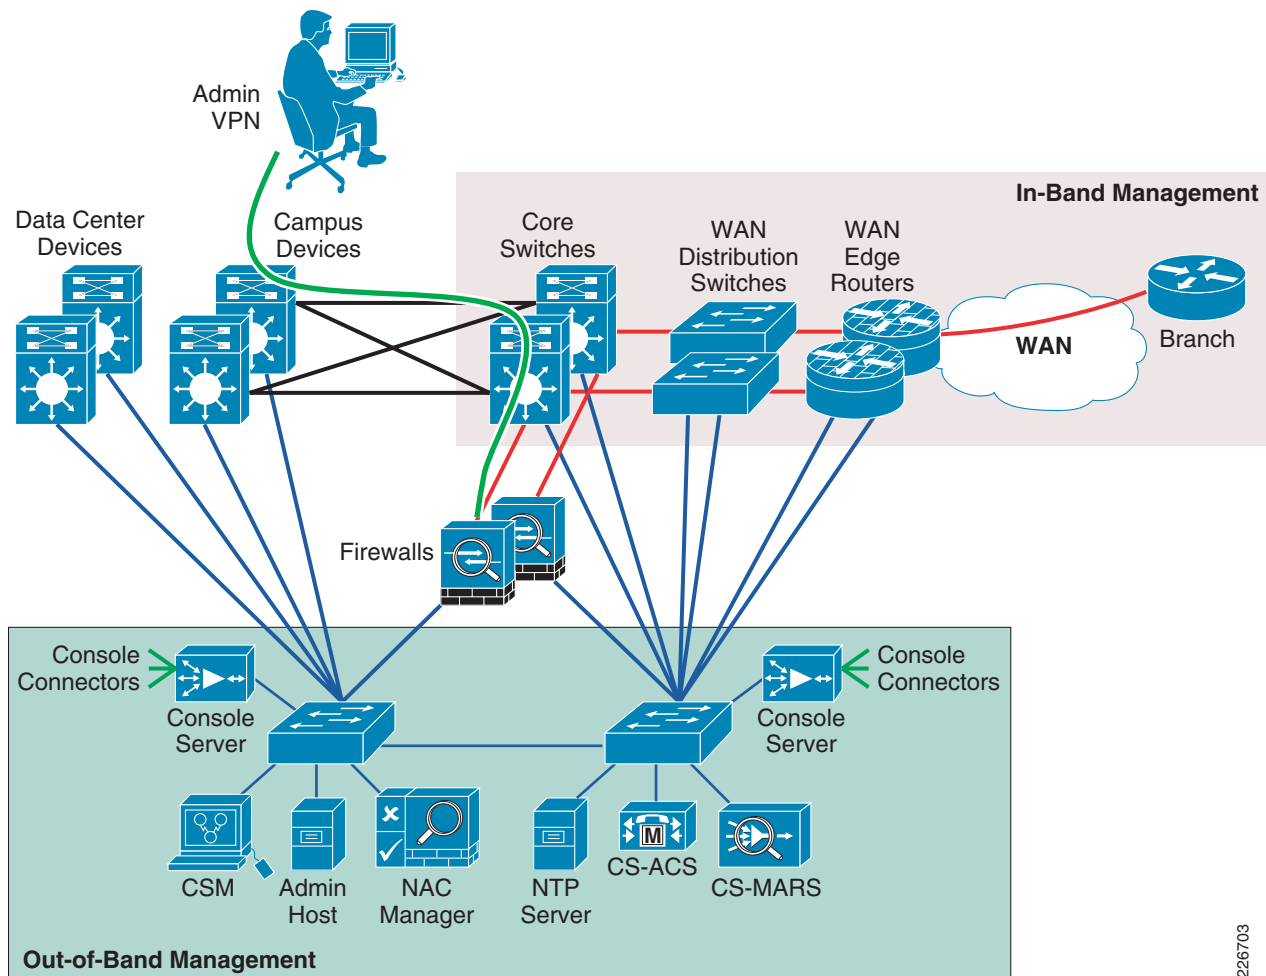 Admin
VPN
In-Band Management
Data Center
Devices
Campus
Devices
Core
Switches
WAN
Distribution
Switches
WAN
Edge
Routers
WAN
Branch
Firewalls
Console
Connectors
Console
Server
Console
Server
Console
Connectors
CSM
Admin
Host
NAC
Manager
NTP
Server
M
CS-ACS
CS-MARS
Out-of-Band Management
226703